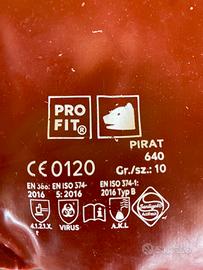 PRO
FIT®
PIRAT
640
CE 0120
Gr./sz.: 10
EN 388:
2016
EN ISO 374-
5: 2016
EN ISO 374-1:
2016 Typ B
4.1.2.1.X.
VIRUS
A.K.L
subito